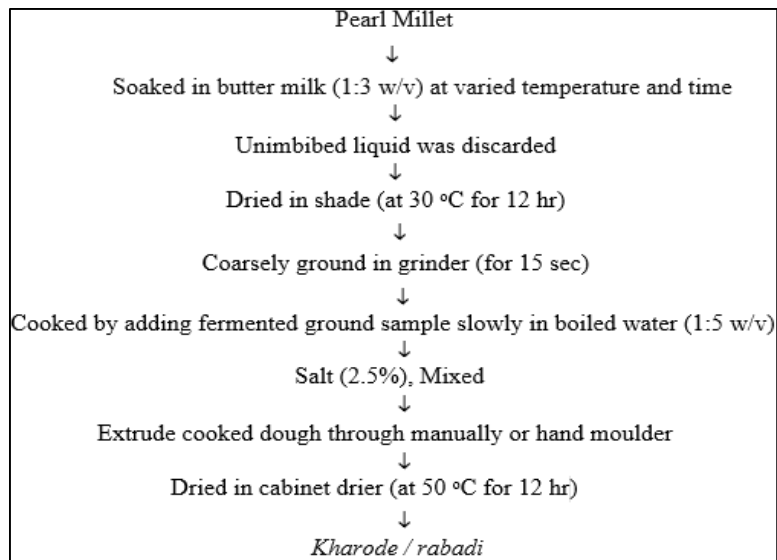 Pearl Millet
↓
Soaked in butter milk (1:3 w/v) at varied temperature and time
↓
Unimbibed liquid was discarded
↓
Dried in shade (at 30 °C for 12 hr)
↓
Coarsely ground in grinder (for 15 sec)
↓
Cooked by adding fermented ground sample slowly in boiled water (1:5 w/v)
↓
Salt (2.5%), Mixed
↓
Extrude cooked dough through manually or hand moulder
↓
Dried in cabinet drier (at 50 °C for 12 hr)
↓
Kharode / rabadi